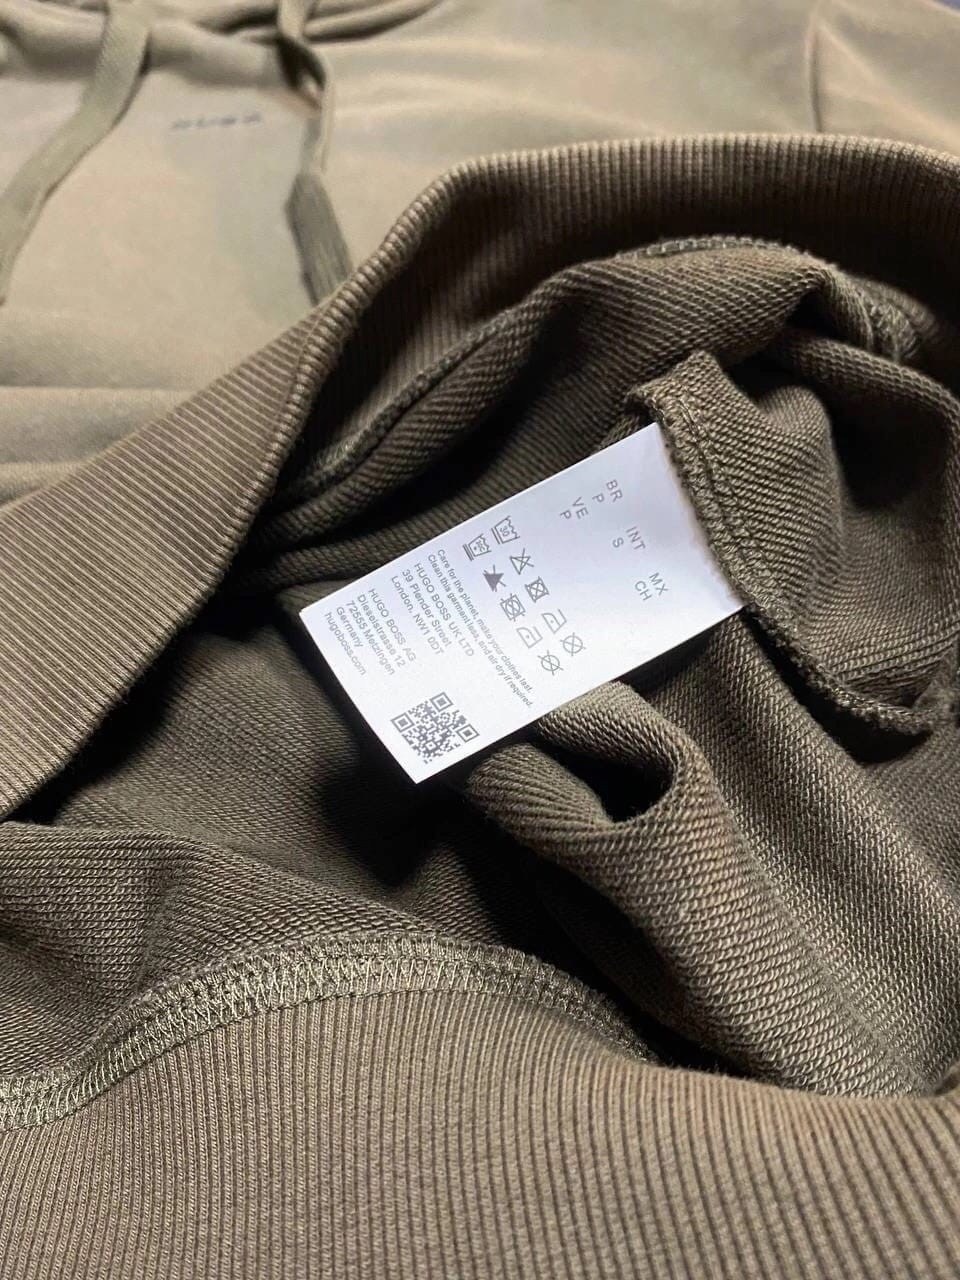 BR
P
VE
P
INT
S
MX
CH
30
Care for the planet, make your clothes last.
Clean this garment less, and air dry if required.
HUGO BOSS UK LTD
39 Plender Street
London, NW1 0DT
HUGO BOSS AG
Dieselstrasse 12
72555 Metzingen
Germany
hugoboss.com